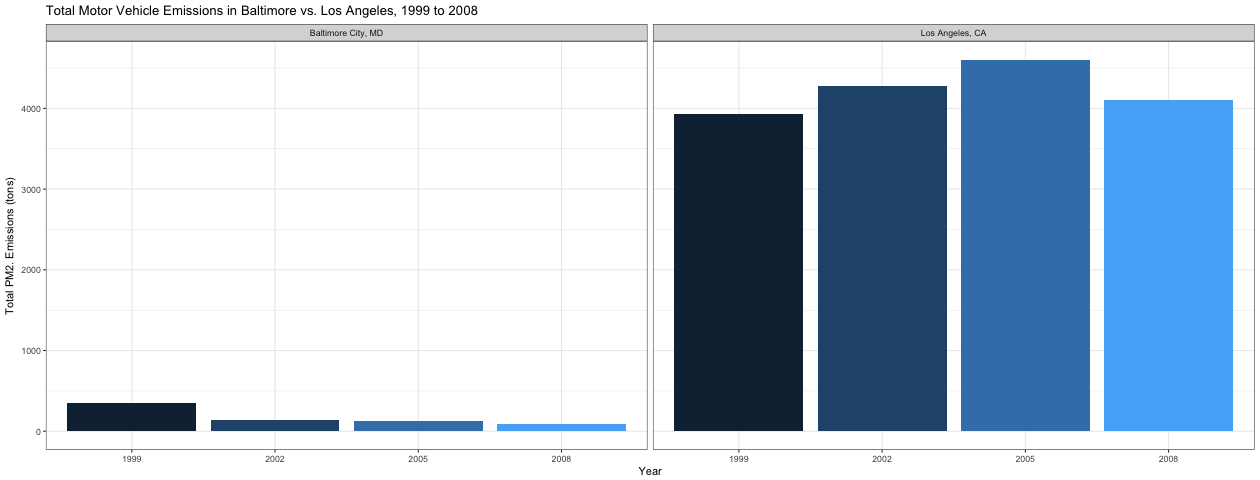 Total Motor Vehicle Emissions in Baltimore vs. Los Angeles, 1999 to 2008
Baltimore City, MD
Los Angeles, CA
Total PM2. Emissions (tons)
4000
3000
2000
1000
0
1999
2002
2005
2008
1999
2002
2005
2008
Year